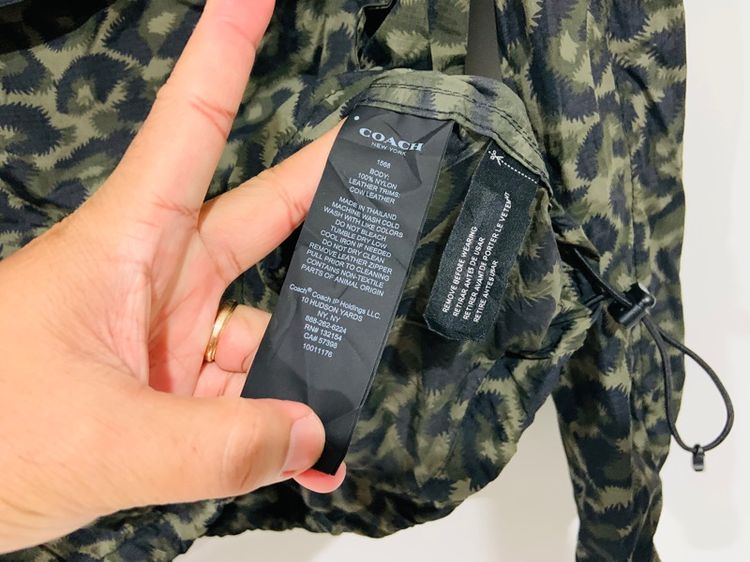 COACH
NEW YORK
1568
BODY:
100% NYLON
LEATHER TRIMS:
COW LEATHER
MADE IN THAILAND
MACHINE WASH COLD
WASH WITH LIKE COLORS
DO NOT BLEACH
TUMBLE DRY LOW
COOL IRON IF NEEDED
DO NOT DRY CLEAN
REMOVE LEATHER ZIPPER
PULL PRIOR TO CLEANING
CONTAINS NON-TEXTILE
PARTS OF ANIMAL ORIGIN
Coach® Coach IP Holdings LLC.
10 HUDSON YARDS
NY, NY
888-262-6224
RN# 132154
CA# 57398
10011176
REMOVE BEFORE WEARING
RETIRAR ANTES DE USAR
RETIRER AVANT DE PORTER LE VETEMENT
RETIRE ANTES USAR